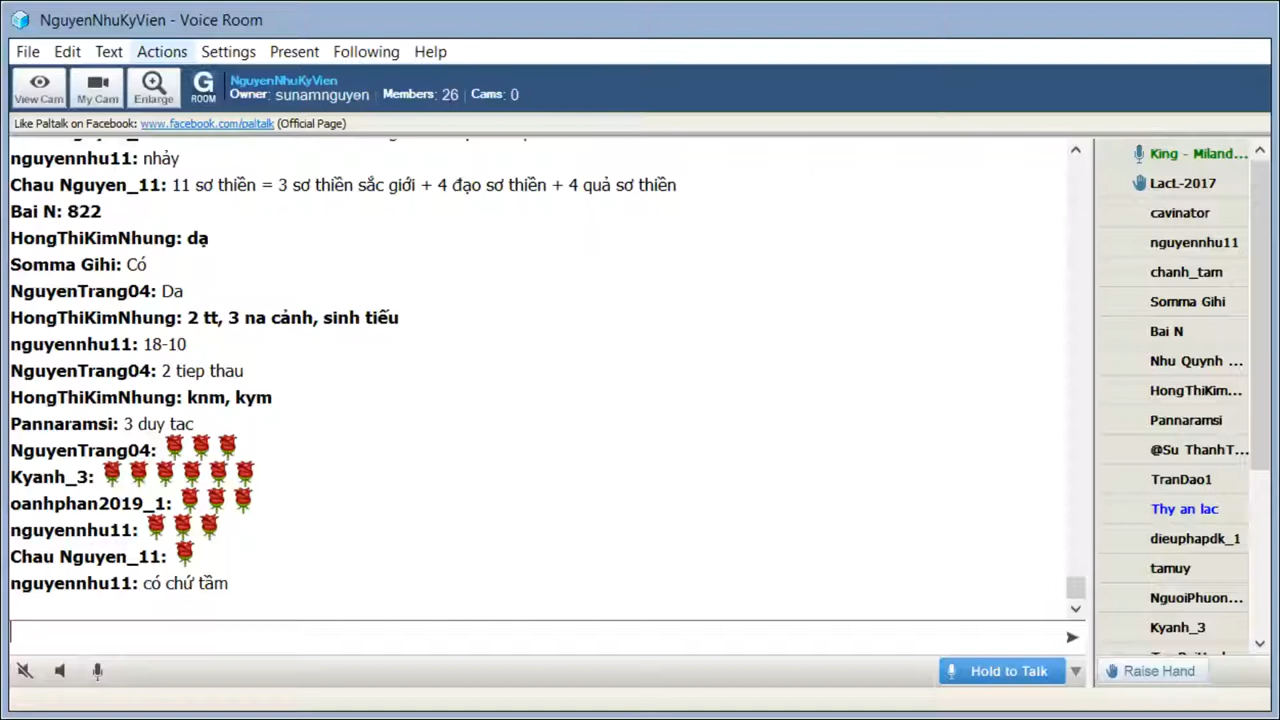 NguyenNhuKyVien - Voice Room
File Edit Text Actions Settings Present Following Help
View Cam My Cam Enlarge G ROOM
NguyenNhuKyVien
Owner: sunamnguyen Members: 26 Cams: 0
Like Paltalk on Facebook: www.facebook.com/paltalk (Official Page)
nguyennhu11: nhảy
Chau Nguyen_11: 11 sơ thiền = 3 sơ thiền sắc giới + 4 đạo sơ thiền + 4 quả sơ thiền
Bai N: 822
HongThiKimNhung: dạ
Somma Gihi: Có
NguyenTrang04: Da
HongThiKimNhung: 2 tt, 3 na cảnh, sinh tiếu
nguyennhu11: 18-10
NguyenTrang04: 2 tiep thau
HongThiKimNhung: knm, kym
Pannaramsi: 3 duy tac
NguyenTrang04:
Kyanh_3:
oanhphan2019_1:
nguyennhu11:
Chau Nguyen_11:
nguyennhu11: có chứ tầm
King - Miland...
LacL-2017
cavinator
nguyennhu11
chanh_tam
Somma Gihi
Bai N
Nhu Quynh ...
HongThiKim...
Pannaramsi
@Su ThanhT...
TranDao1
Thy an lac
dieuphapdk_1
tamuy
NguoiPhuon...
Kyanh_3
Hold to Talk
Raise Hand